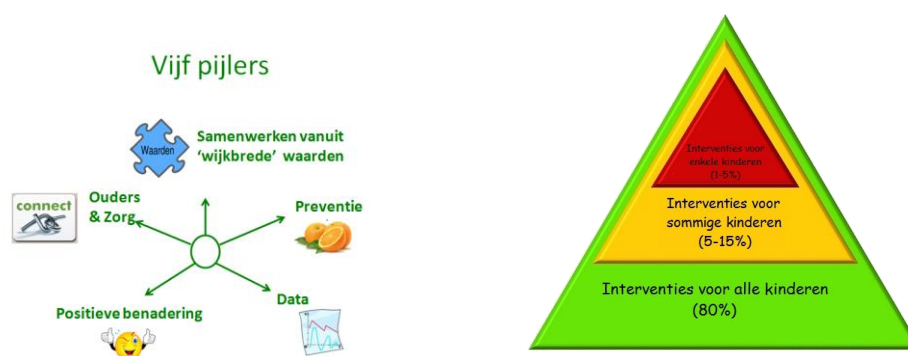 Vijf pijlers
Waarden
Samenwerken vanuit
‘wijkbrede’ waarden
connect
Ouders
& Zorg
Preventie
Positieve benadering
Data
Interventies voor
enkele kinderen
(1-5%)
Interventies voor
sommige kinderen
(5-15%)
Interventies voor alle kinderen
(80%)